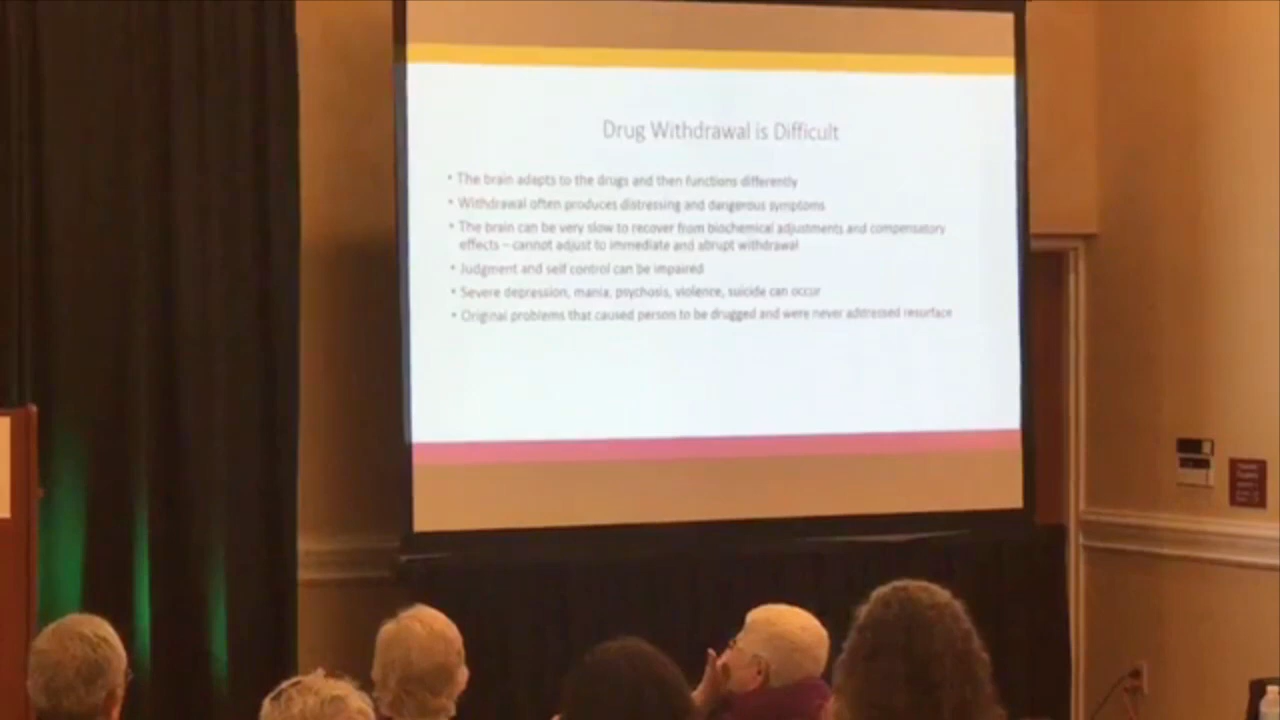 Drug Withdrawal is Difficult
• The brain adapts to the drugs and then functions differently
• Withdrawal often produces distressing and dangerous symptoms
• The brain can be very slow to recover from biochemical adjustments and compensatory
effects – cannot adjust to immediate and abrupt withdrawal
• Judgment and self control can be impaired
• Severe depression, mania, psychosis, violence, suicide can occur
• Original problems that caused person to be drugged and were never addressed resurface